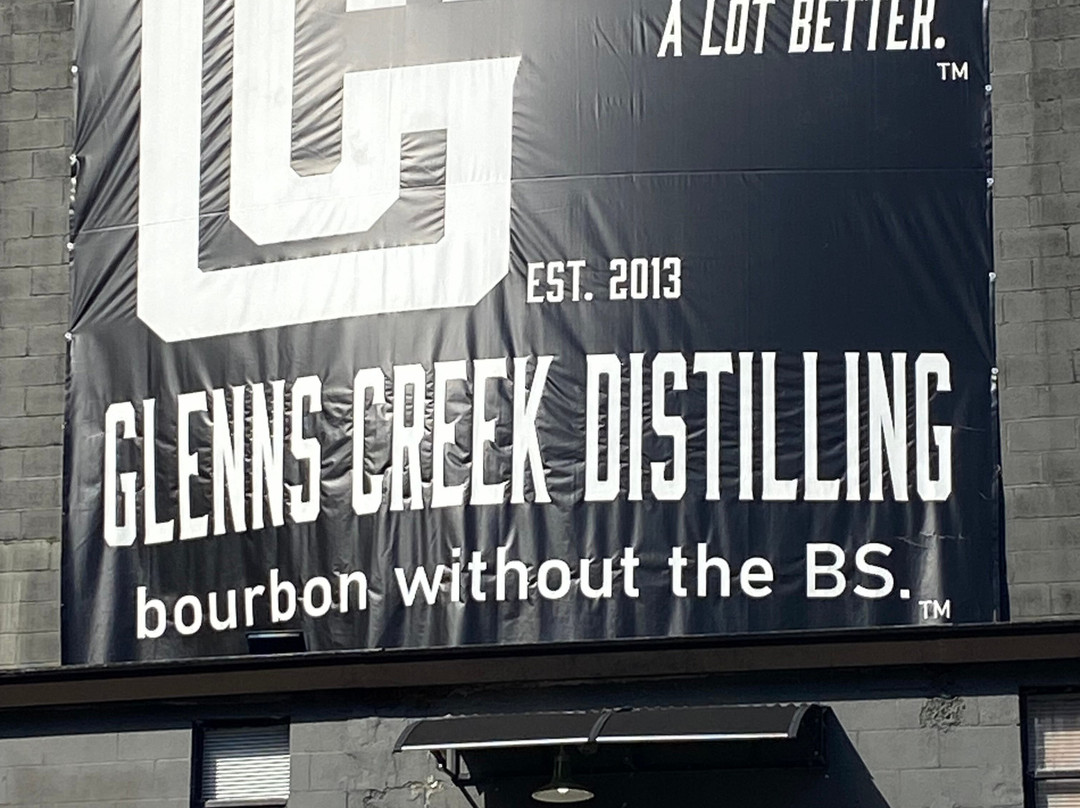 A LOT BETTER.
TM
EST. 2013
GLENNS CREEK DISTILLING
bourbon without the BS.
TM